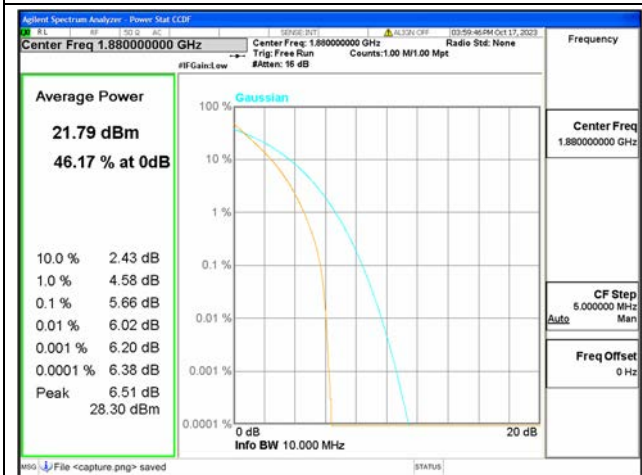 Agilent Spectrum Analyzer - Power Stat CCDF
RL RF 50 Ω AC SENSE:INT ALIGN OFF 03:59:46 PM Oct 17, 2023
Center Freq 1.880000000 GHz
Center Freq: 1.880000000 GHz
Radio Std: None
Trig: Free Run
Counts:1.00 M/1.00 Mpt
#IFGain:Low
#Atten: 16 dB
Frequency
Average Power
21.79 dBm
46.17 % at 0dB
10.0 % 2.43 dB
1.0 % 4.58 dB
0.1 % 5.66 dB
0.01 % 6.02 dB
0.001 % 6.20 dB
0.0001 % 6.38 dB
Peak 6.51 dB
28.30 dBm
Gaussian
100 %
10 %
1 %
0.1 %
0.01 %
0.001 %
0.0001 %
0 dB
20 dB
Info BW 10.000 MHz
Center Freq
1.880000000 GHz
CF Step
5.000000 MHz
Auto Man
Freq Offset
0 Hz
MSG File <capture.png> saved
STATUS